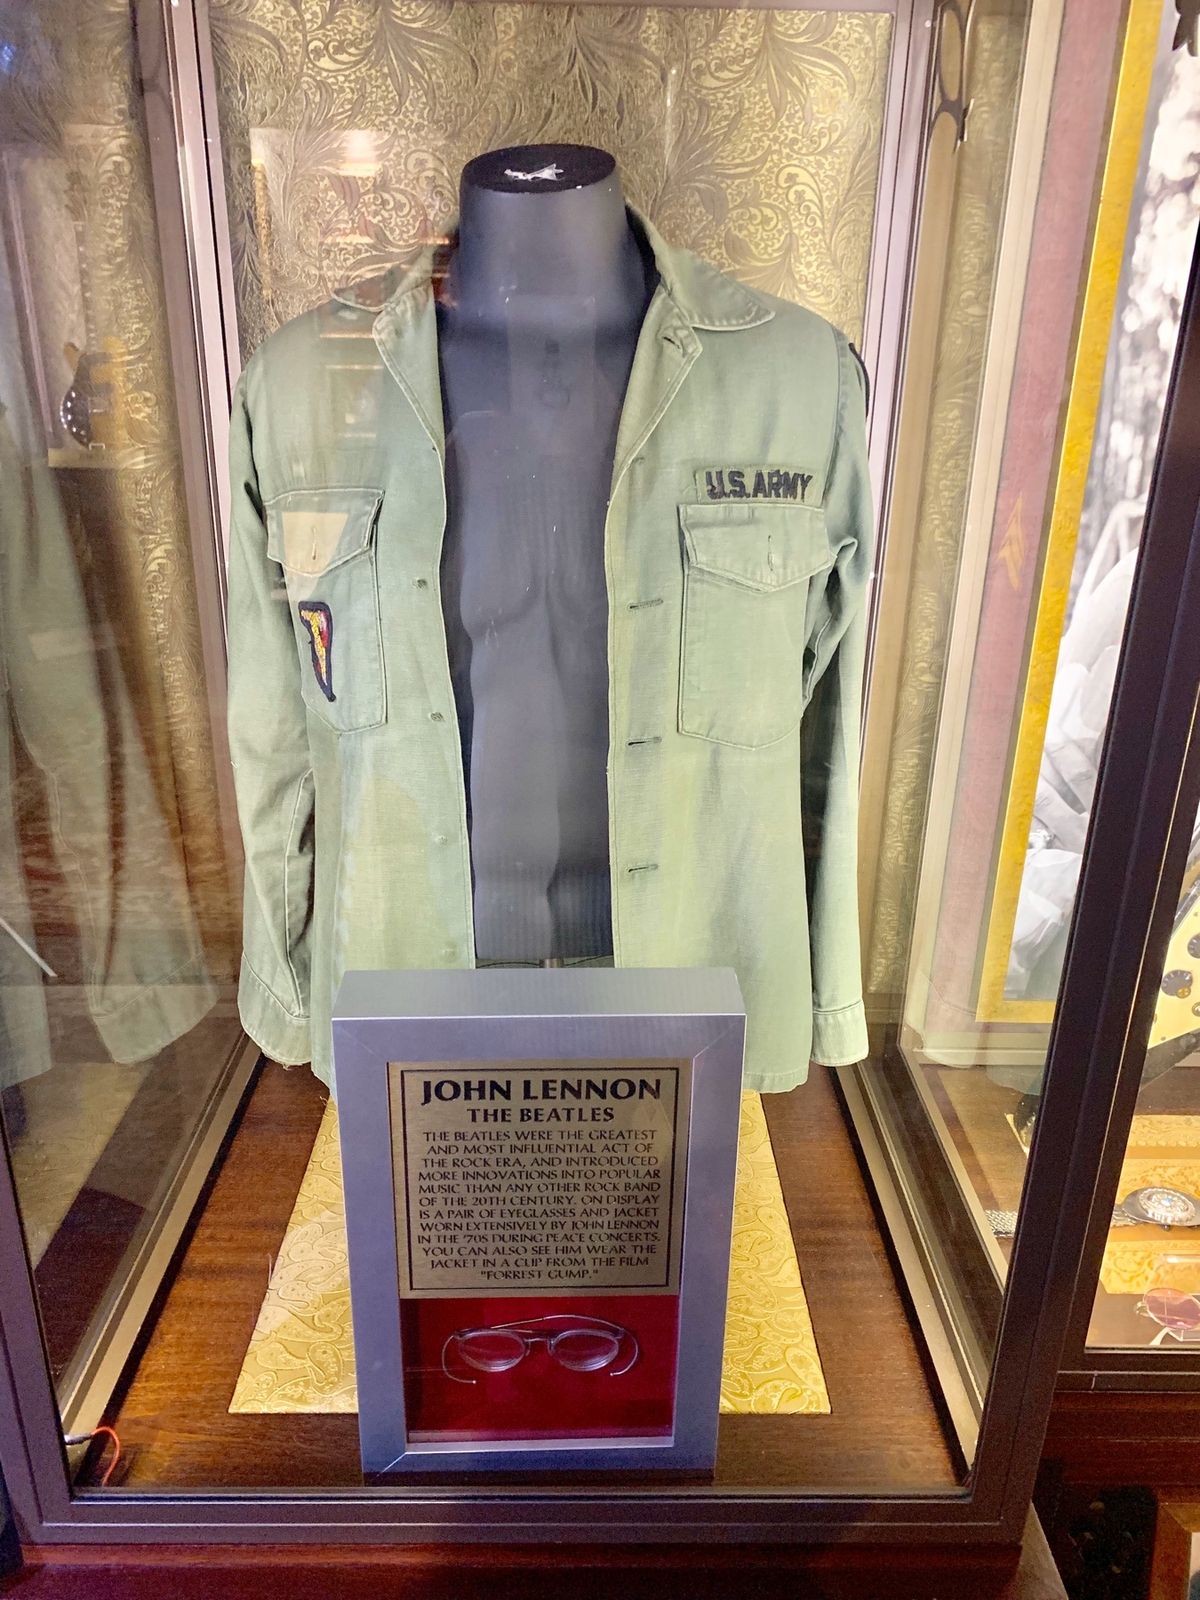 U.S. ARMY
JOHN LENNON
THE BEATLES
THE BEATLES WERE THE GREATEST
AND MOST INFLUENTIAL ACT OF
THE ROCK ERA, AND INTRODUCED
MORE INNOVATIONS INTO POPULAR
MUSIC THAN ANY OTHER ROCK BAND
OF THE 20TH CENTURY. ON DISPLAY
IS A PAIR OF EYEGLASSES AND JACKET
WORN EXTENSIVELY BY JOHN LENNON
IN THE '70S DURING PEACE CONCERTS.
YOU CAN ALSO SEE HIM WEAR THE
JACKET IN A CLIP FROM THE FILM
"FORREST GUMP."